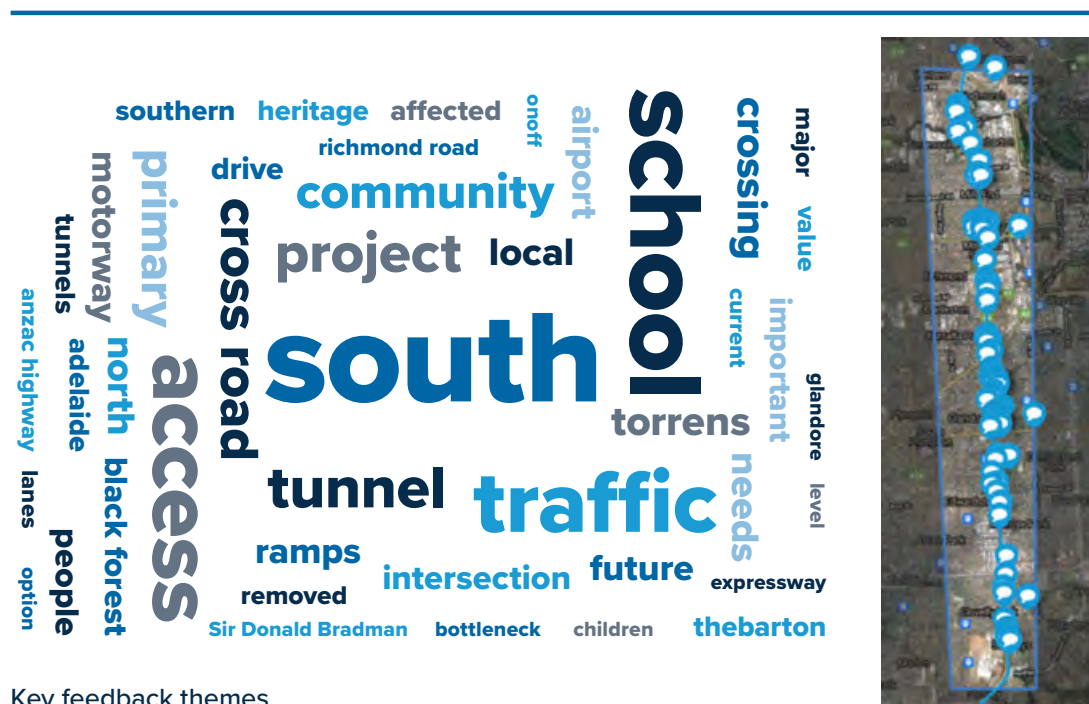 southern heritage affected
onoff
airport
school
crossing
major
richmond road
drive
community
motorway
primary
tunnels
cross road
project local
value
south
current
important
anzac highway
adelaide
north
access
glandore
torrens
lanes
black forest
tunnel
traffic
needs
level
people
ramps
intersection
future
option
removed
expressway
Sir Donald Bradman bottleneck children thebarton
Key feedback themes